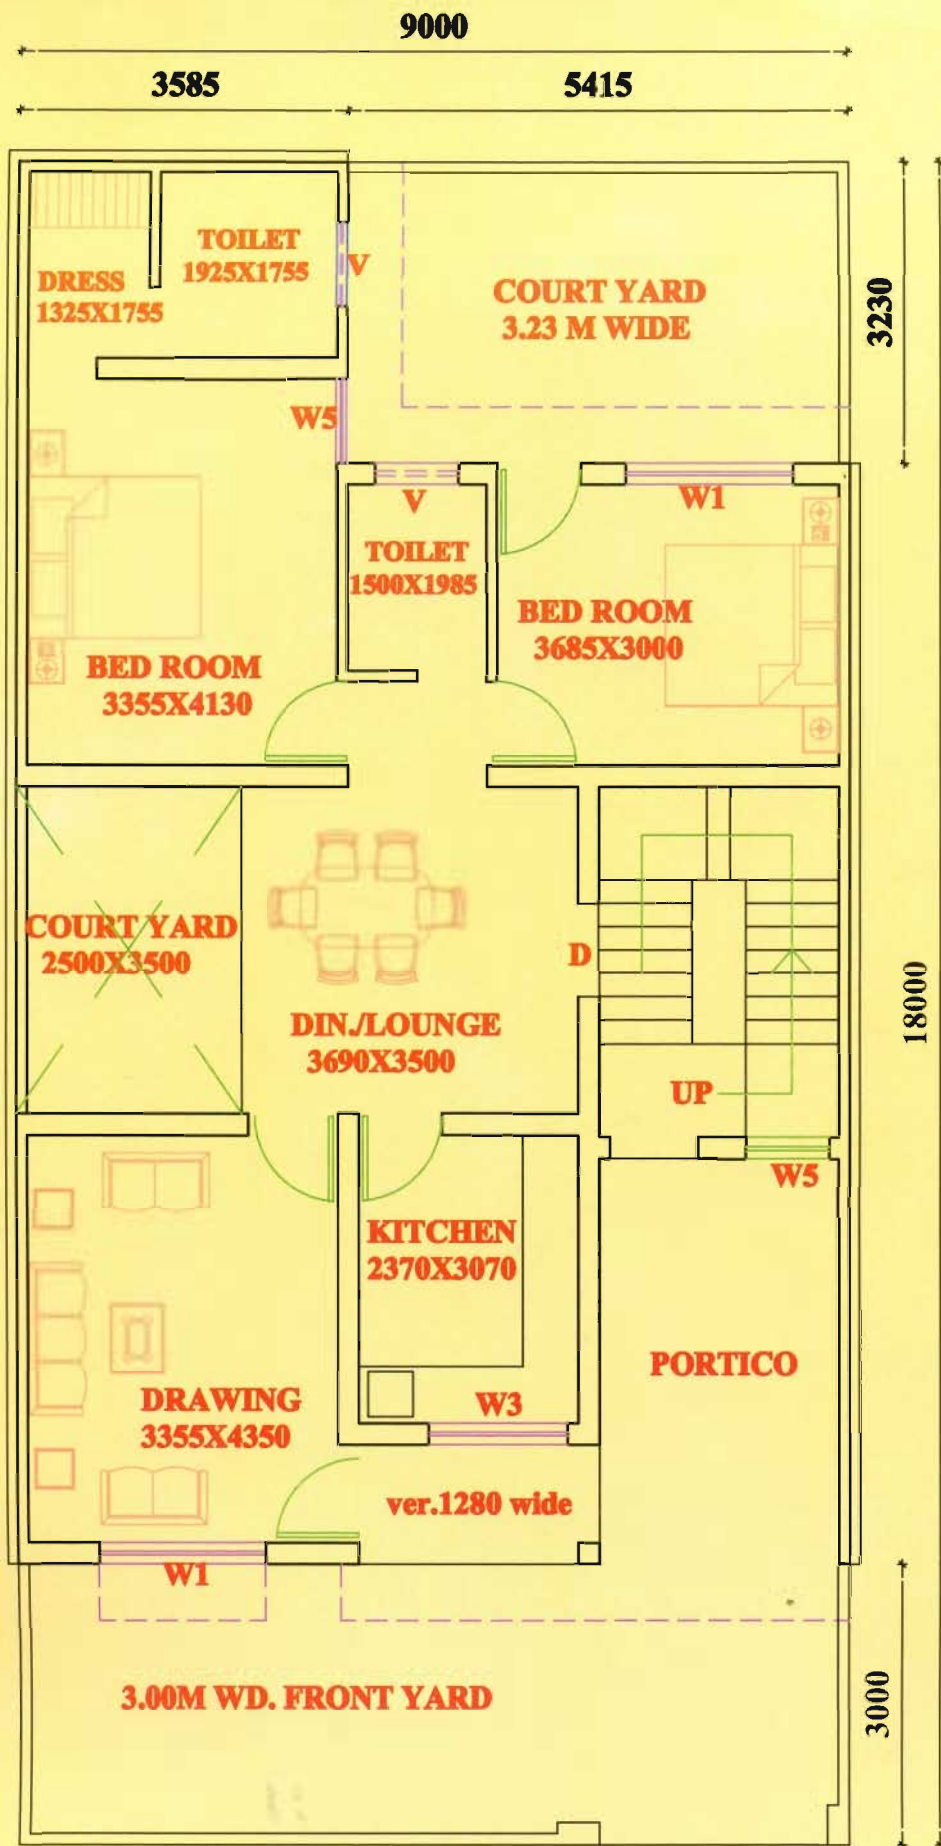 9000
3585
5415
TOILET
1925X1755
V
DRESS
1325X1755
COURT YARD
3.23 M WIDE
3230
W5
V
W1
TOILET
1500X1985
BED ROOM
3685X3000
BED ROOM
3355X4130
COURT YARD
2500X3500
D
DIN./LOUNGE
3690X3500
18000
UP
W5
KITCHEN
2370X3070
PORTICO
DRAWING
3355X4350
W3
ver.1280 wide
W1
3.00M WD. FRONT YARD
3000